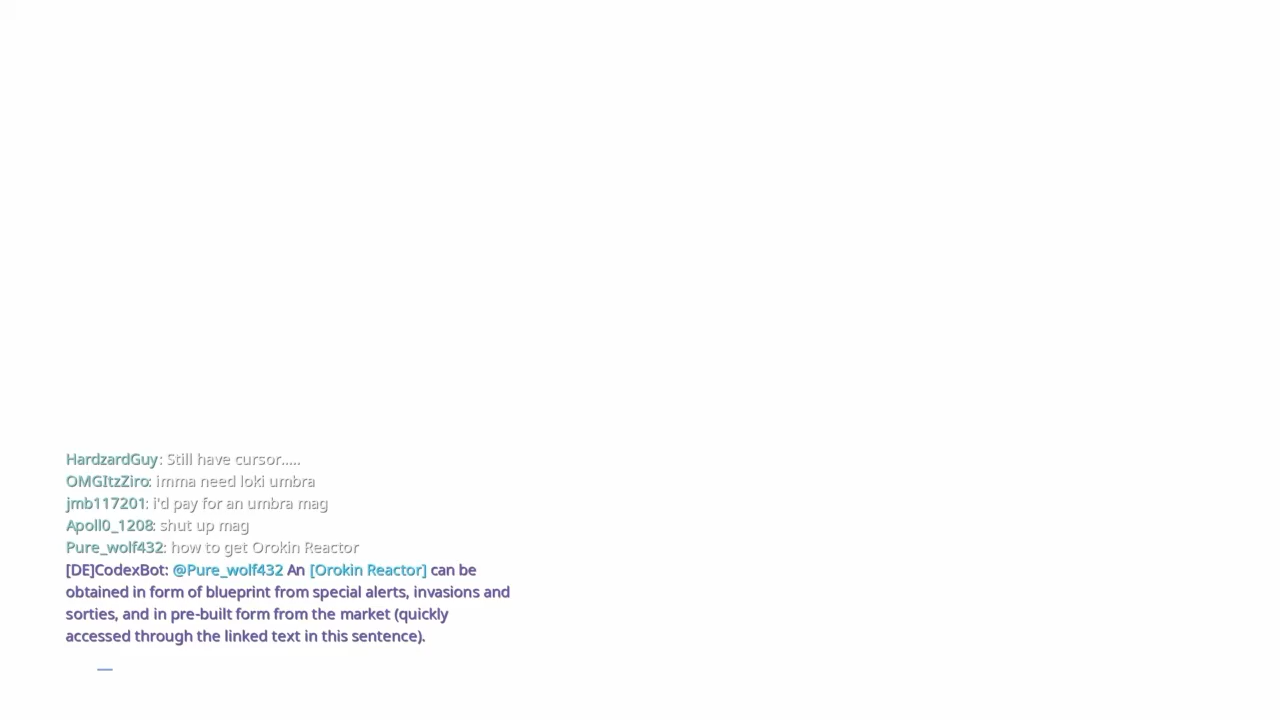 HardzardGuy: Still have cursor.....
OMGItzZiro: imma need loki umbra
jmb117201: i'd pay for an umbra mag
Apoll0_1208: shut up mag
Pure_wolf432: how to get Orokin Reactor
[DE]CodexBot: @Pure_wolf432 An [Orokin Reactor] can be
obtained in form of blueprint from special alerts, invasions and
sorties, and in pre-built form from the market (quickly
accessed through the linked text in this sentence).